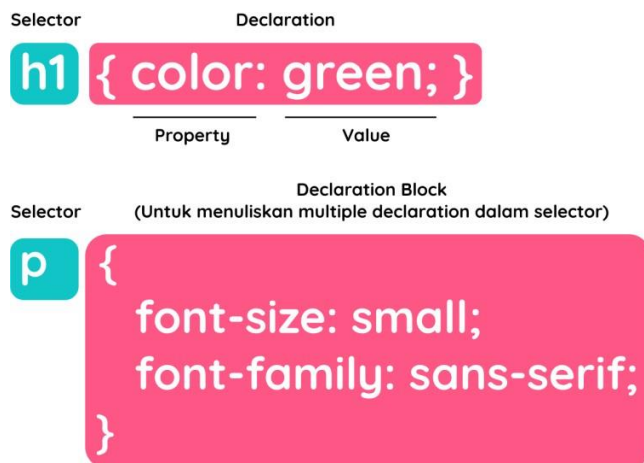 Selector Declaration
h1 { color: green; }
Property Value
Declaration Block
Selector (Untuk menuliskan multiple declaration dalam selector)
p {
font-size: small;
font-family: sans-serif;
}